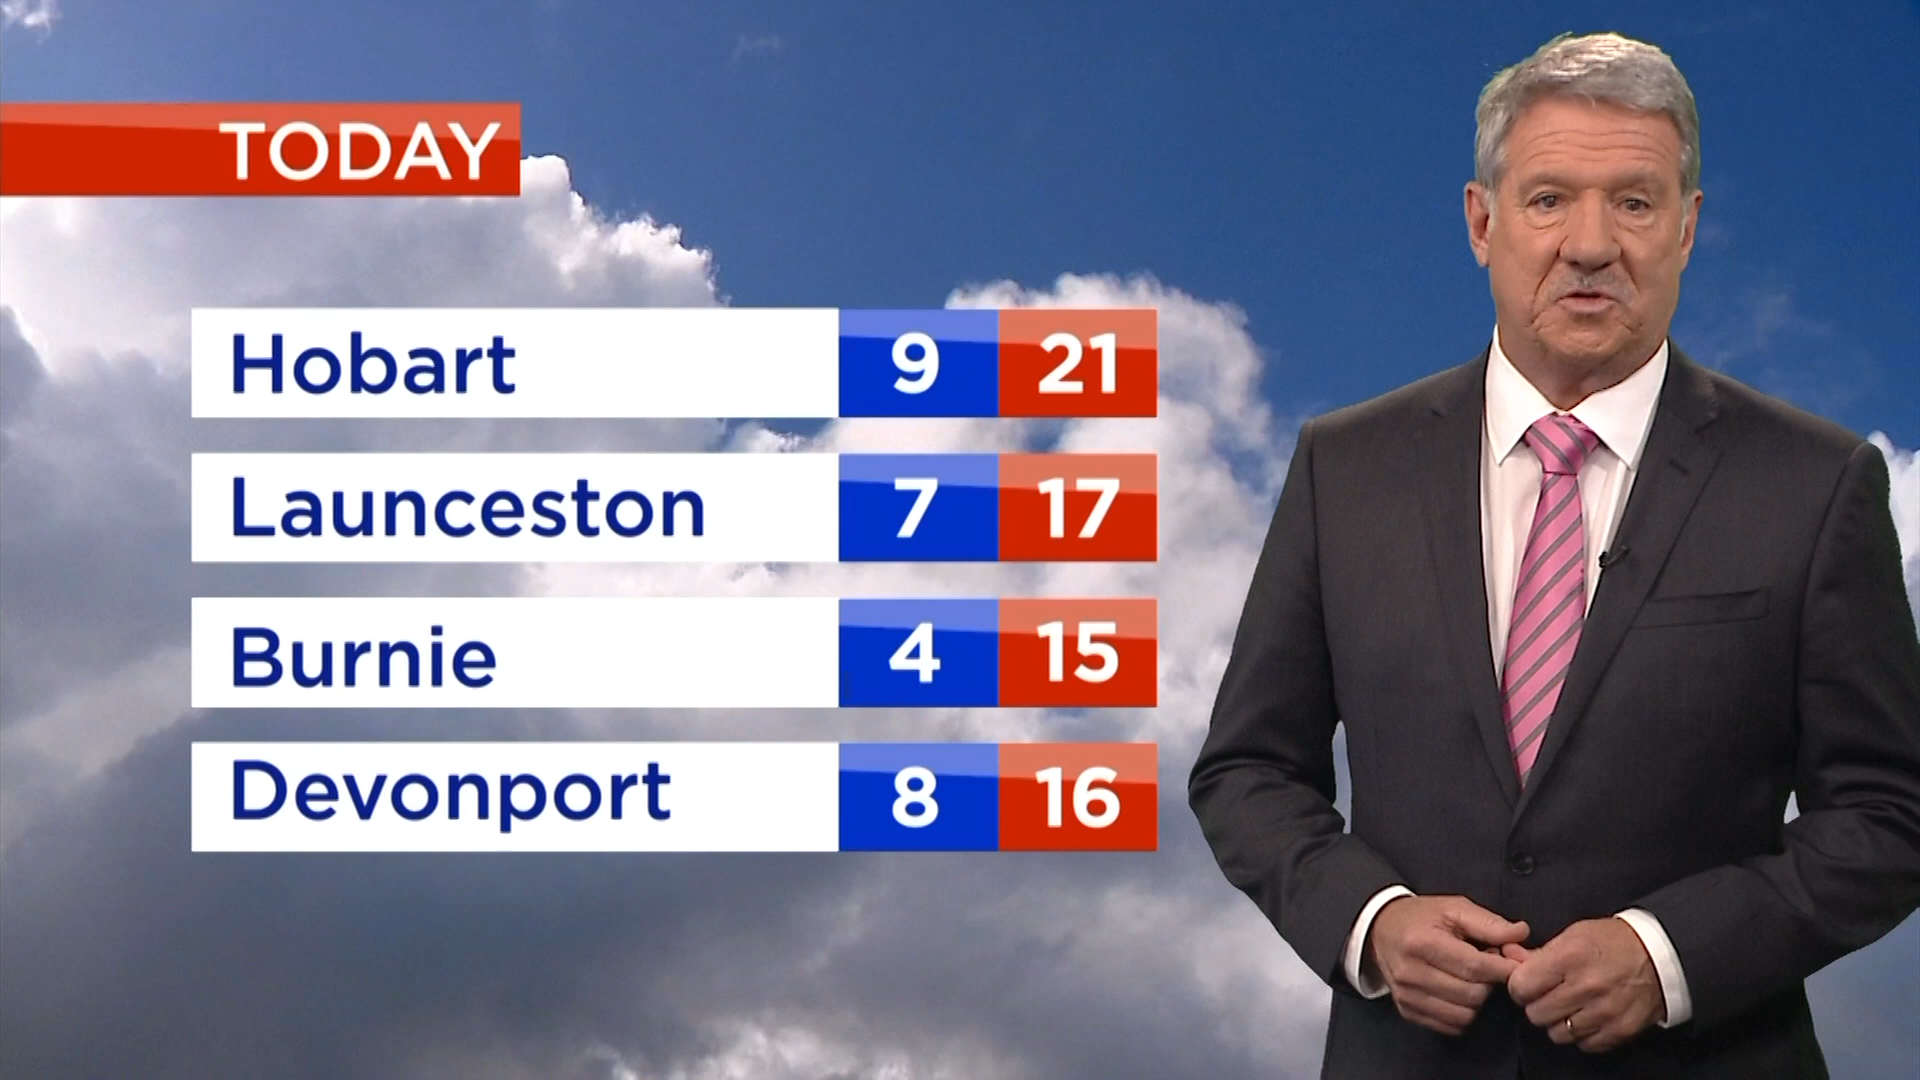 TODAY
Hobart 9 21
Launceston 7 17
Burnie 4 15
Devonport 8 16